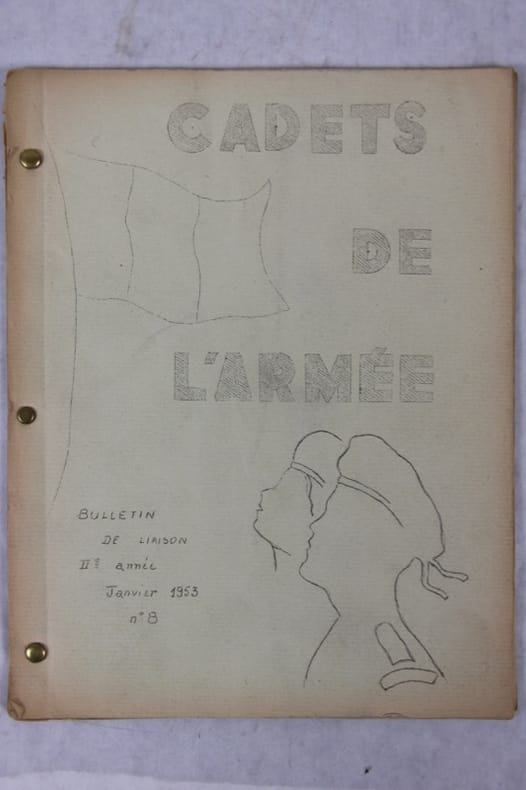 CADETS
DE
L'ARMÉE
BULLETIN
DE LIAISON
IIe année
Janvier 1953
n° 8